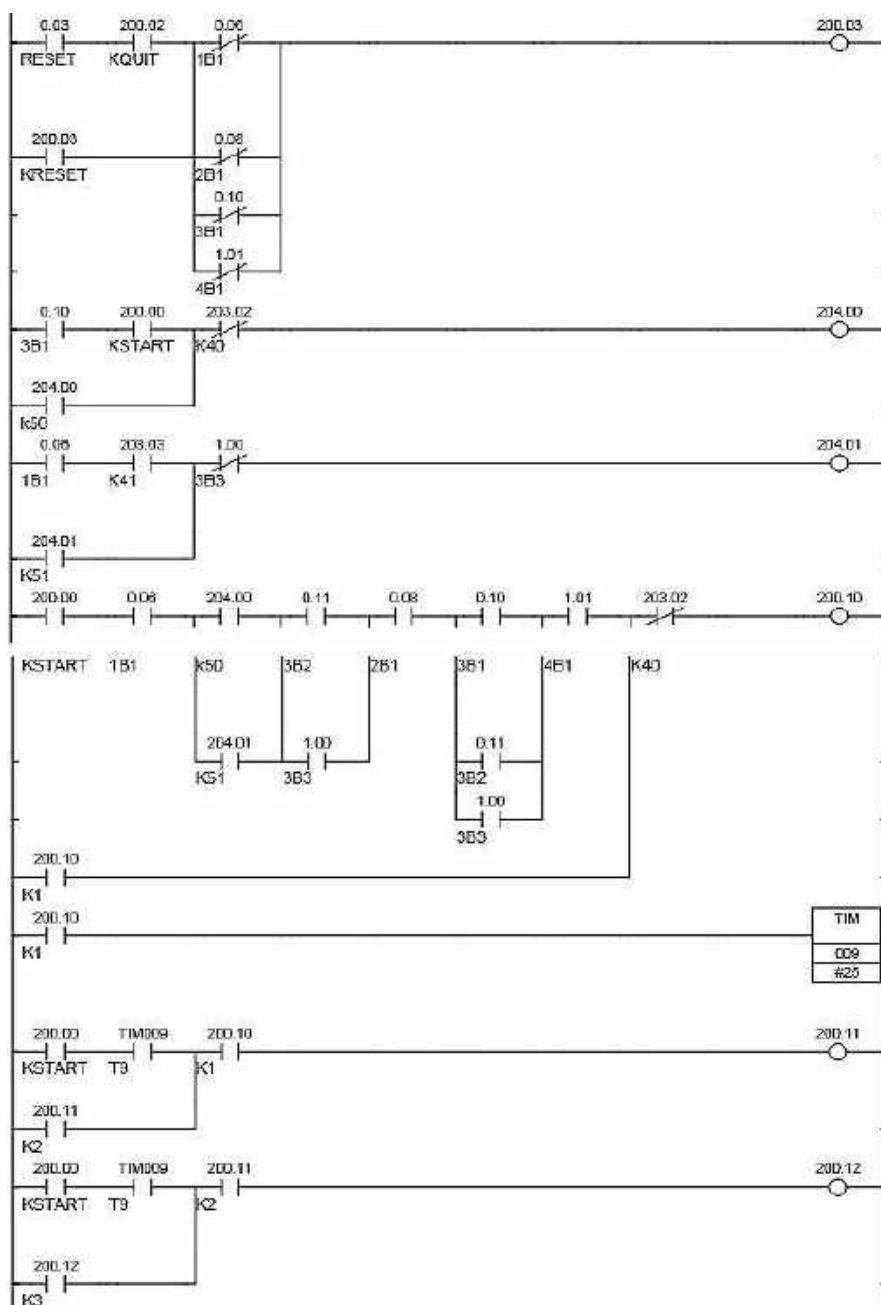 0.03 200.02 0.06 200.03
RESET KQUIT 1B1
200.03 0.08
KRESET 2B1
0.10
3B1
1.01
4B1
0.10 200.00 203.02 204.00
3B1 KSTART K40
204.00
k50
0.06 203.03 1.00 204.01
1B1 K41 3B3
204.01
K51
200.00 0.06 204.00 0.11 0.08 0.10 1.01 203.02 200.10
KSTART 1B1 k50 3B2 2B1 3B1 4B1 K40
204.01 1.00 0.11
K51 3B3 3B2
1.00
3B3
200.10
K1
200.10 TIM
K1 009
#25
200.00 TIM009 200.10 200.11
KSTART T9 K1
200.11
K2
200.00 TIM009 200.11 200.12
KSTART T9 K2
200.12
K3